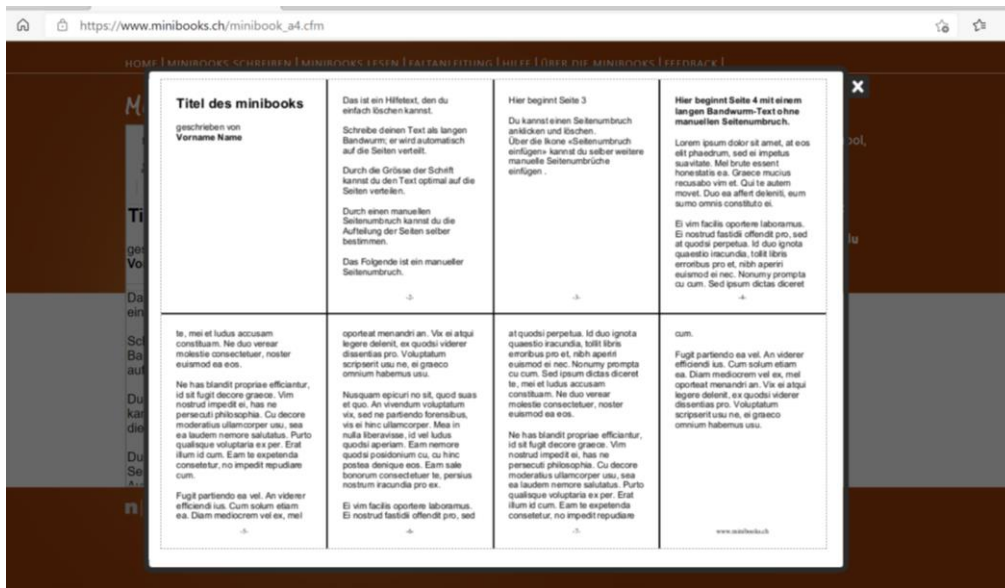 https://www.minibooks.ch/minibook_a4.cfm
HOME | MINIBOOKS SCHREIBEN | MINIBOOKS LESEN | FALTANLEITUNG | HILFE | ÜBER DIE MINIBOOKS | FEEDBACK |
Titel des minibooks
geschrieben von
Vorname Name
Das ist ein Hilfetext, den du
einfach löschen kannst.
Schreibe deinen Text als langen
Bandwurm; er wird automatisch
auf die Seiten verteilt.
Durch die Grösse der Schrift
kannst du den Text optimal auf die
Seiten verteilen.
Durch einen manuellen
Seitenumbruch kannst du die
Aufteilung der Seiten selber
bestimmen.
Das Folgende ist ein manueller
Seitenumbruch.
-2-
Hier beginnt Seite 3
Du kannst einen Seitenumbruch
anklicken und löschen.
Über die Ikone «Seitenumbruch
einfügen» kannst du selber weitere
manuelle Seitenumbrüche
einfügen .
-3-
Hier beginnt Seite 4 mit einem
langen Bandwurm-Text ohne
manuellen Seitenumbruch.
Lorem ipsum dolor sit amet, at eos
elit phaedrum, sed ei impetus
suavitate. Mel brute essent
honestatis ea. Graece mucius
recusabo vim et. Qui te autem
movet. Duo ea affert deleniti, eum
sumo omnis constituto ei.
Ei vim facilis oportere laboramus.
Ei nostrud fastidii offendit pro, sed
at quodsi perpetua. Id duo ignota
quaestio iracundia, tollit libris
erroribus pro et, nibh aperiri
euismod ei nec. Nonumy prompta
cu cum. Sed ipsum dictas diceret
-4-
te, mei et ludus accusam
constituam. Ne duo verear
molestie consectetuer, noster
euismod ea eos.
Ne has blandit propriae efficiantur,
id sit fugit decore graece. Vim
nostrud impedit ei, has ne
persecuti philosophia. Cu decore
moderatius ullamcorper usu, sea
ea laudem nemore salutatus. Purto
qualisque voluptaria ex per. Erat
illum id cum. Eam te expetenda
consetetur, no impedit repudiare
cum.
Fugit partiendo ea vel. An viderer
efficiendi ius. Cum solum etiam
ea. Diam mediocrem vel ex, mel
-5-
oporteat menandri an. Vix ei atqui
legere delenit, ex quodsi viderer
dissentias pro. Voluptatum
scripserit usu ne, ei graeco
omnium habemus usu.
Nusquam epicuri no sit, quod suas
et quo. An vivendum voluptatum
vix, sed ne partiendo forensibus,
vis ei hinc ullamcorper. Mea in
nulla liberavisse, id vel ludus
quodsi aperiam. Eam nemore
quodsi posidonium cu, cu hinc
postea denique eos. Eam sale
bonorum consectetuer te, persius
nostrum iracundia pro ex.
Ei vim facilis oportere laboramus.
Ei nostrud fastidii offendit pro, sed
-6-
at quodsi perpetua. Id duo ignota
quaestio iracundia, tollit libris
erroribus pro et, nibh aperiri
euismod ei nec. Nonumy prompta
cu cum. Sed ipsum dictas diceret
te, mei et ludus accusam
constituam. Ne duo verear
molestie consectetuer, noster
euismod ea eos.
Ne has blandit propriae efficiantur,
id sit fugit decore graece. Vim
nostrud impedit ei, has ne
persecuti philosophia. Cu decore
moderatius ullamcorper usu, sea
ea laudem nemore salutatus. Purto
qualisque voluptaria ex per. Erat
illum id cum. Eam te expetenda
consetetur, no impedit repudiare
-7-
cum.
Fugit partiendo ea vel. An viderer
efficiendi ius. Cum solum etiam
ea. Diam mediocrem vel ex, mel
oporteat menandri an. Vix ei atqui
legere delenit, ex quodsi viderer
dissentias pro. Voluptatum
scripserit usu ne, ei graeco
omnium habemus usu.
www.minibooks.ch